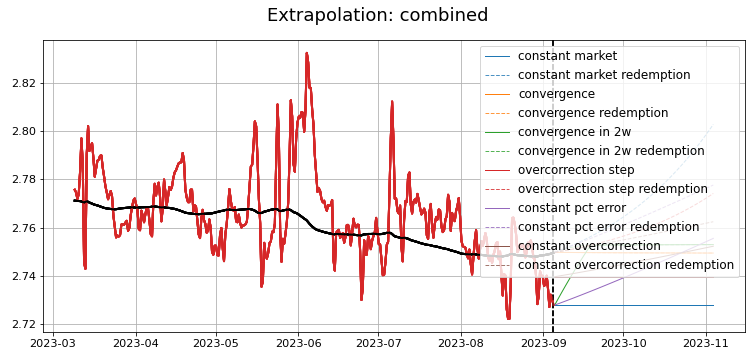 Extrapolation: combined
constant market
constant market redemption
convergence
convergence redemption
convergence in 2w
convergence in 2w redemption
overcorrection step
overcorrection step redemption
constant pct error
constant pct error redemption
constant overcorrection
constant overcorrection redemption
2.82
2.80
2.78
2.76
2.74
2.72
2023-03 2023-04 2023-05 2023-06 2023-07 2023-08 2023-09 2023-10 2023-11